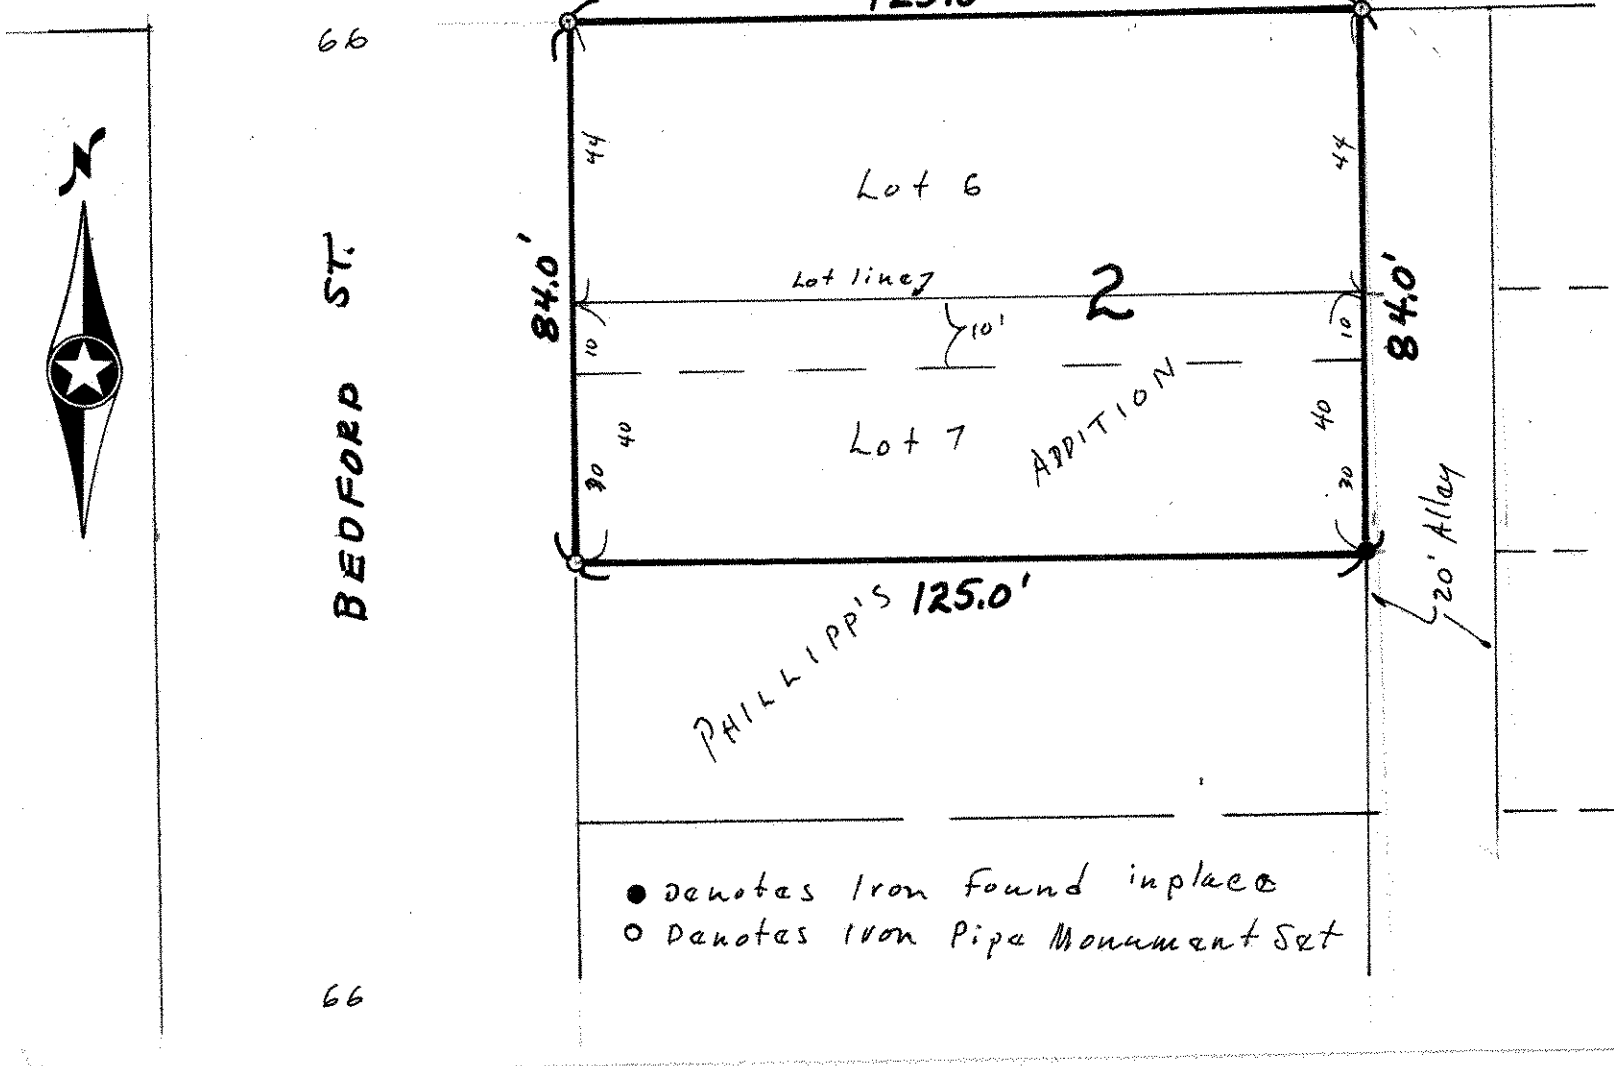 125.0'
66
N
44
44
Lot 6
BEDFORD ST.
84.0'
Lot line
2
84.0'
10
10'
10
40
30
Lot 7
40
30
PHILLIPP'S ADDITION
125.0'
20' Alley
● Denotes Iron Found inplace
○ Denotes Iron Pipe Monument Set
66